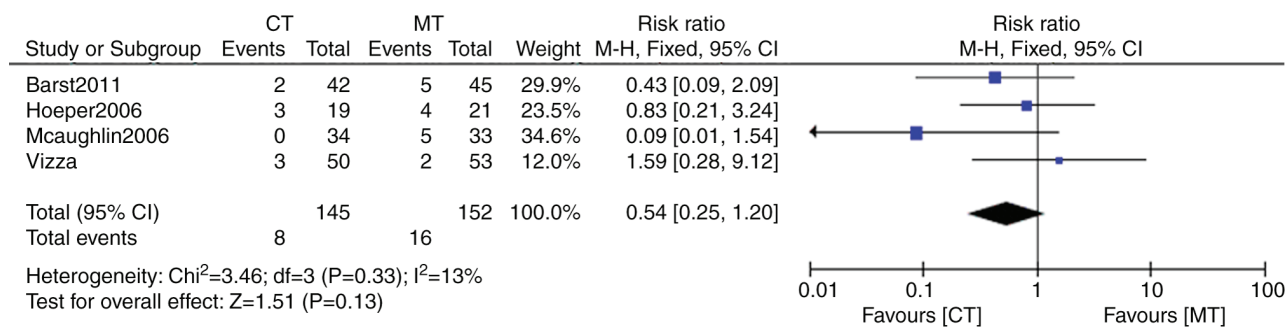 CT MT Risk ratio Risk ratio
Study or Subgroup Events Total Events Total Weight M-H, Fixed, 95% CI M-H, Fixed, 95% CI
Barst2011 2 42 5 45 29.9% 0.43 [0.09, 2.09]
Hoeper2006 3 19 4 21 23.5% 0.83 [0.21, 3.24]
Mcaughlin2006 0 34 5 33 34.6% 0.09 [0.01, 1.54]
Vizza 3 50 2 53 12.0% 1.59 [0.28, 9.12]
Total (95% CI) 145 152 100.0% 0.54 [0.25, 1.20]
Total events 8 16
Heterogeneity: Chi²=3.46; df=3 (P=0.33); I²=13%
Test for overall effect: Z=1.51 (P=0.13)
0.01 0.1 1 10 100
Favours [CT] Favours [MT]